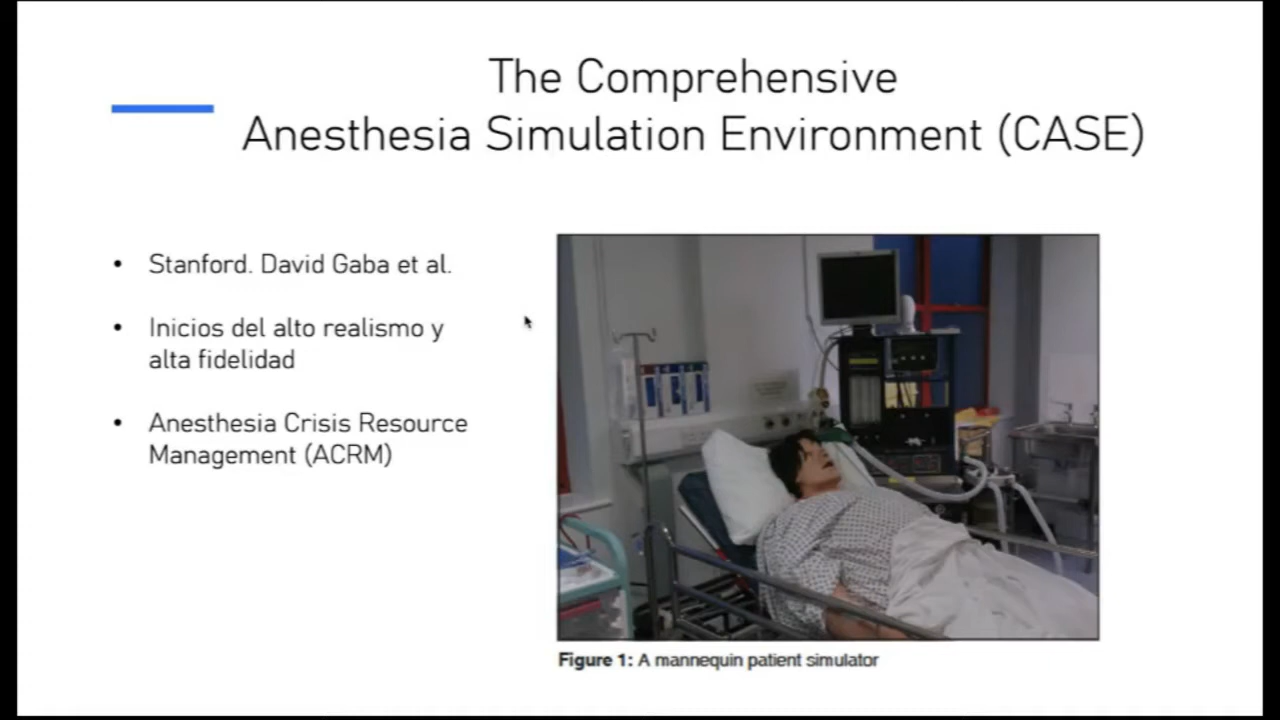 The Comprehensive
Anesthesia Simulation Environment (CASE)
• Stanford. David Gaba et al.
• Inicios del alto realismo y
alta fidelidad
• Anesthesia Crisis Resource
Management (ACRM)
Figure 1: A mannequin patient simulator